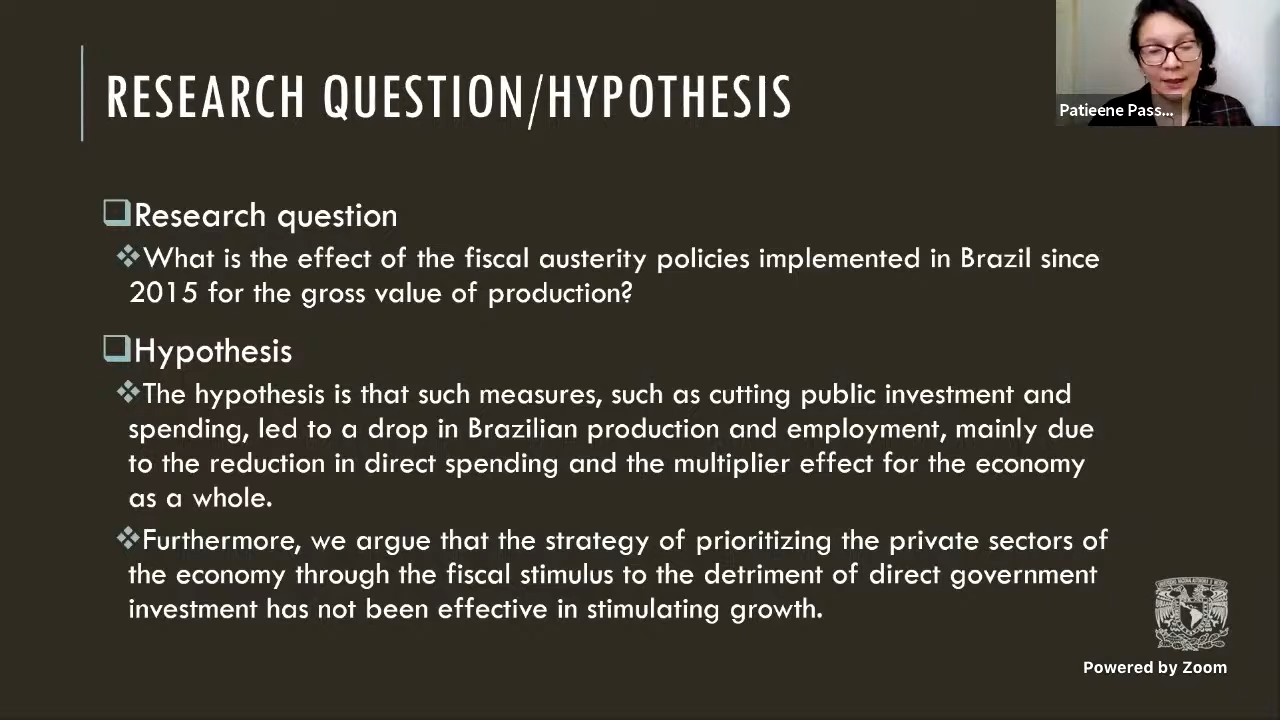 RESEARCH QUESTION/HYPOTHESIS
Patieene Pass...
Research question
What is the effect of the fiscal austerity policies implemented in Brazil since
2015 for the gross value of production?
Hypothesis
The hypothesis is that such measures, such as cutting public investment and
spending, led to a drop in Brazilian production and employment, mainly due
to the reduction in direct spending and the multiplier effect for the economy
as a whole.
Furthermore, we argue that the strategy of prioritizing the private sectors of
the economy through the fiscal stimulus to the detriment of direct government
investment has not been effective in stimulating growth.
Powered by Zoom